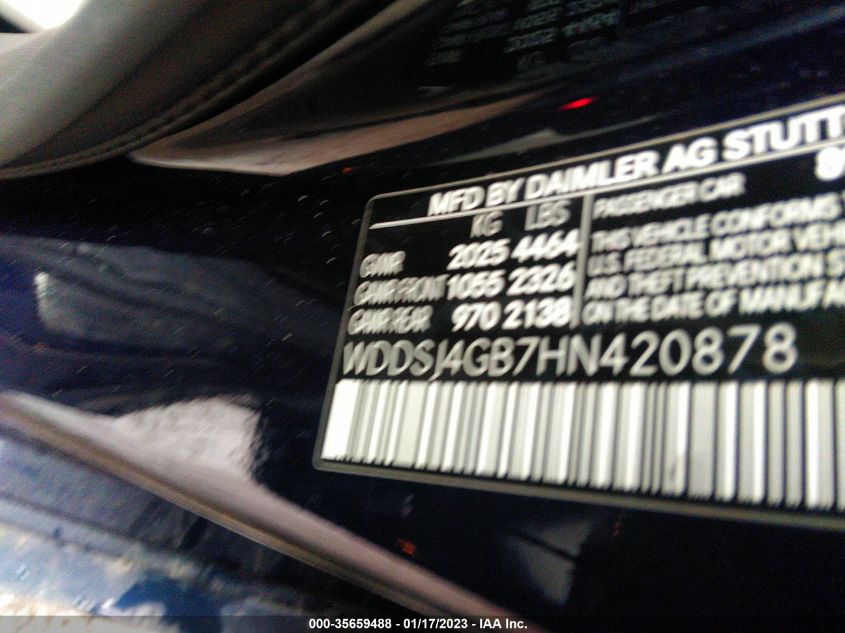 MFD BY DAIMLER AG STUTT
KG LBS
GVWR 2025 4464
GAWR FRONT 1055 2326
GAWR REAR 970 2138
PASSENGER CAR
THIS VEHICLE CONFORMS
U.S. FEDERAL MOTOR VEH
AND THEFT PREVENTION S
ON THE DATE OF MANUFA
WDDSJ4GB7HN420878
000-35659488 - 01/17/2023 - IAA Inc.